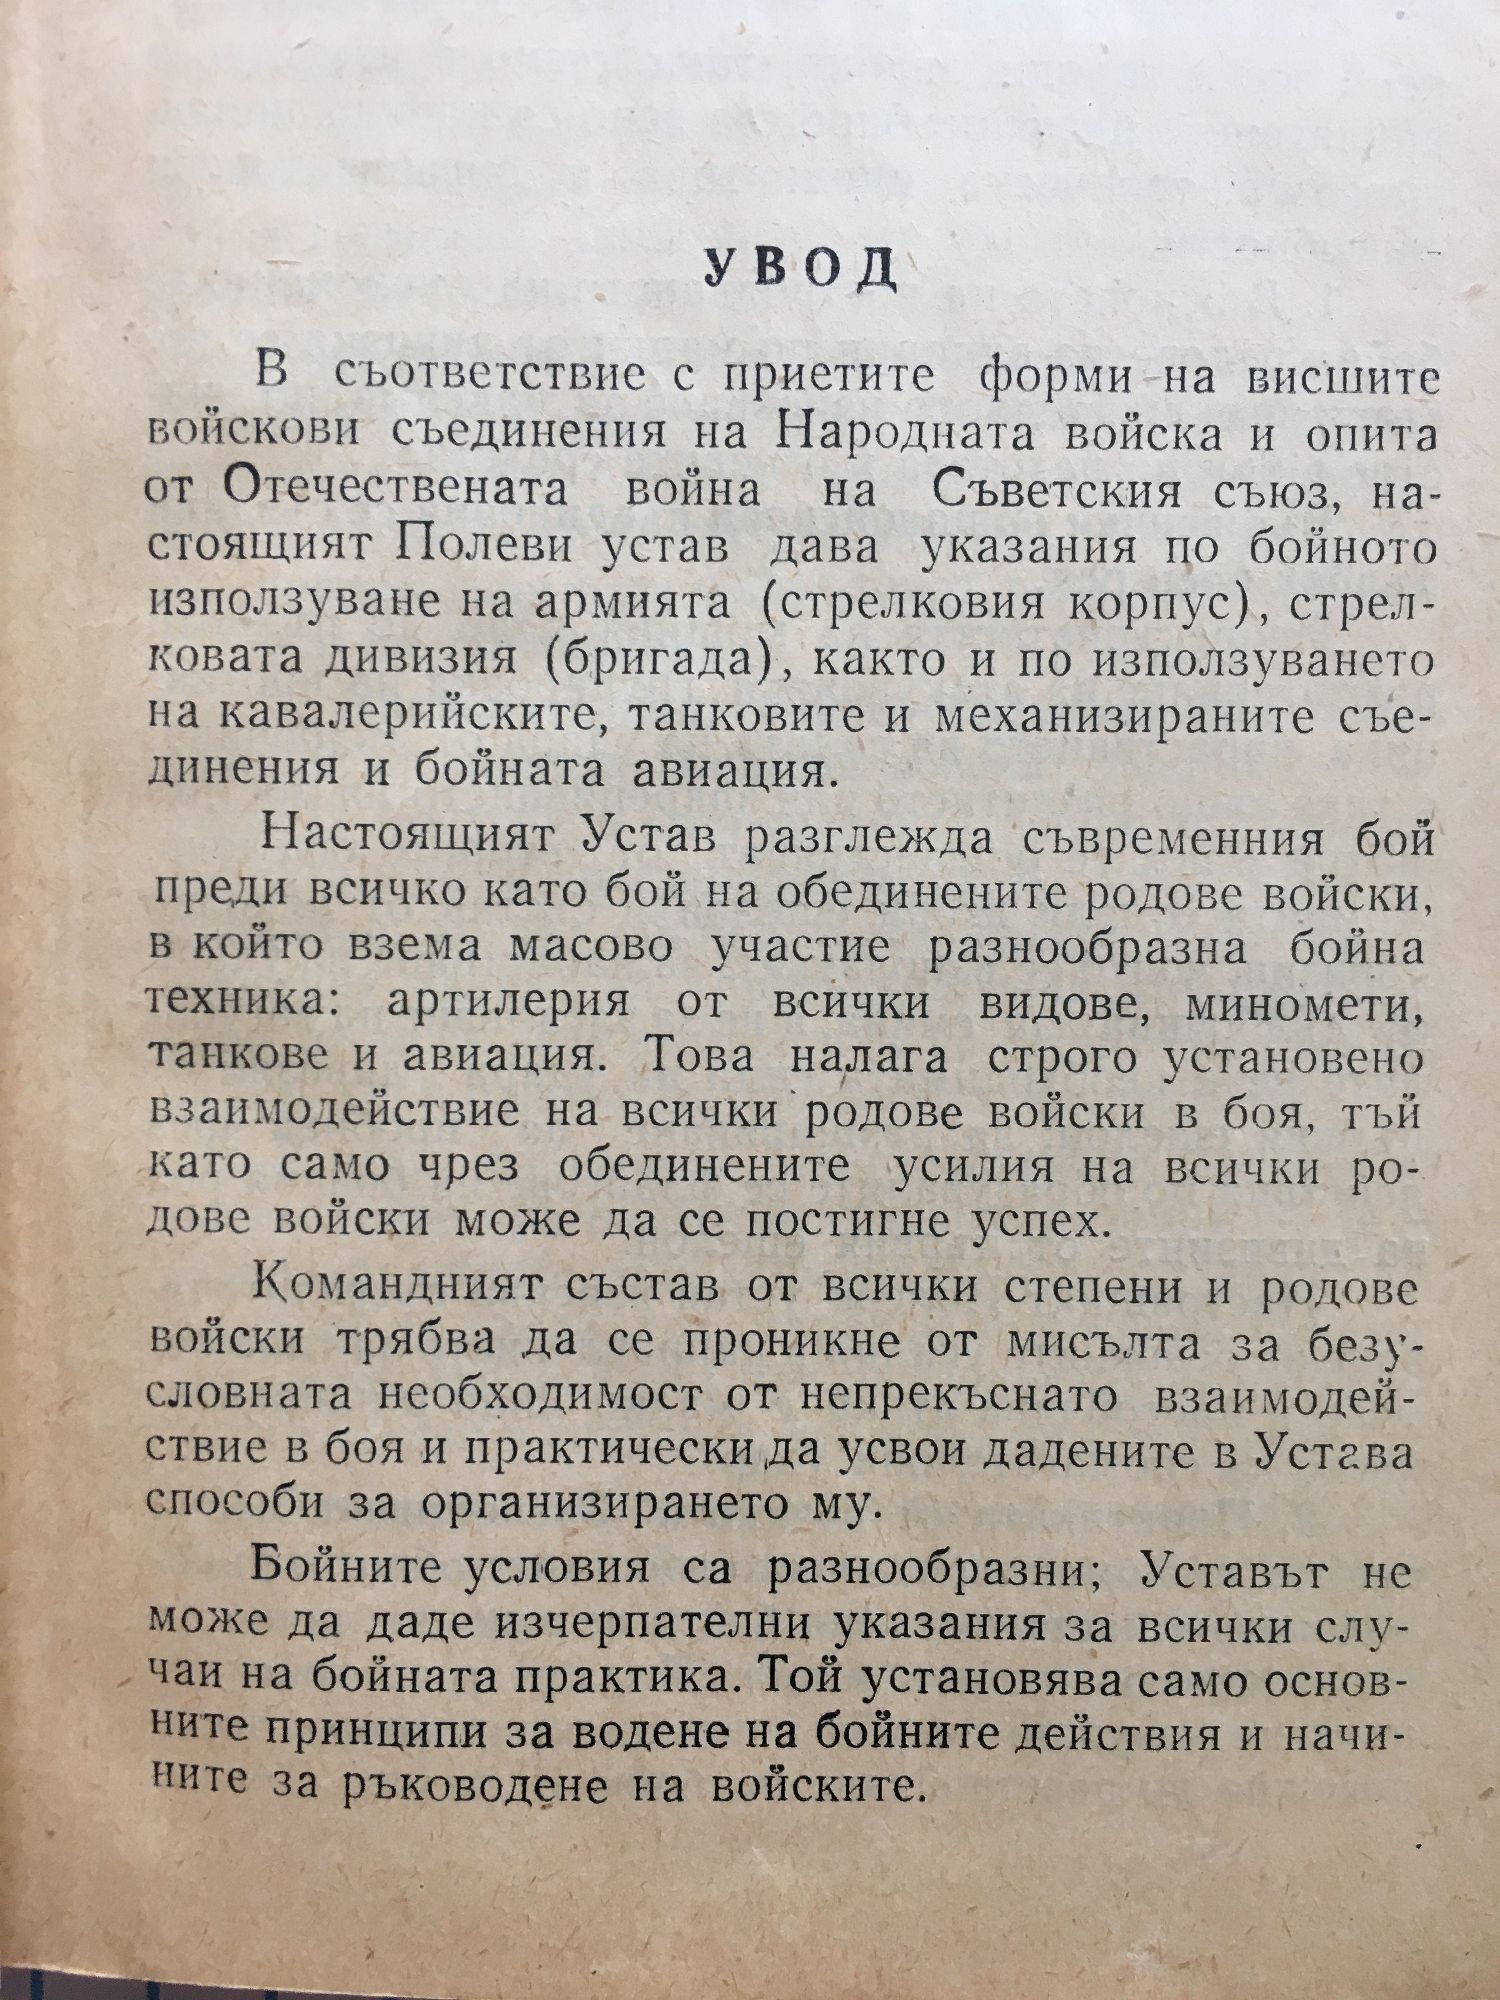 УВОД
В съответствие с приетите форми на висшите
войскови съединения на Народната войска и опита
от Отечествената война на Съветския съюз, на-
стоящият Полеви устав дава указания по бойното
използуване на армията (стрелковия корпус), стрел-
ковата дивизия (бригада), както и по използуването
на кавалерийските, танковите и механизираните съе-
динения и бойната авиация.
Настоящият Устав разглежда съвременния бой
преди всичко като бой на обединените родове войски,
в който взема масово участие разнообразна бойна
техника: артилерия от всички видове, миномети,
танкове и авиация. Това налага строго установено
взаимодействие на всички родове войски в боя, тъй
като само чрез обединените усилия на всички ро-
дове войски може да се постигне успех.
Командният състав от всички степени и родове
войски трябва да се проникне от мисълта за безу-
словната необходимост от непрекъснато взаимодей-
ствие в боя и практически да усвои дадените в Устава
способи за организирането му.
Бойните условия са разнообразни; Уставът не
може да даде изчерпателни указания за всички слу-
чаи на бойната практика. Той установява само основ-
ните принципи за водене на бойните действия и начи-
ните за ръководене на войските.